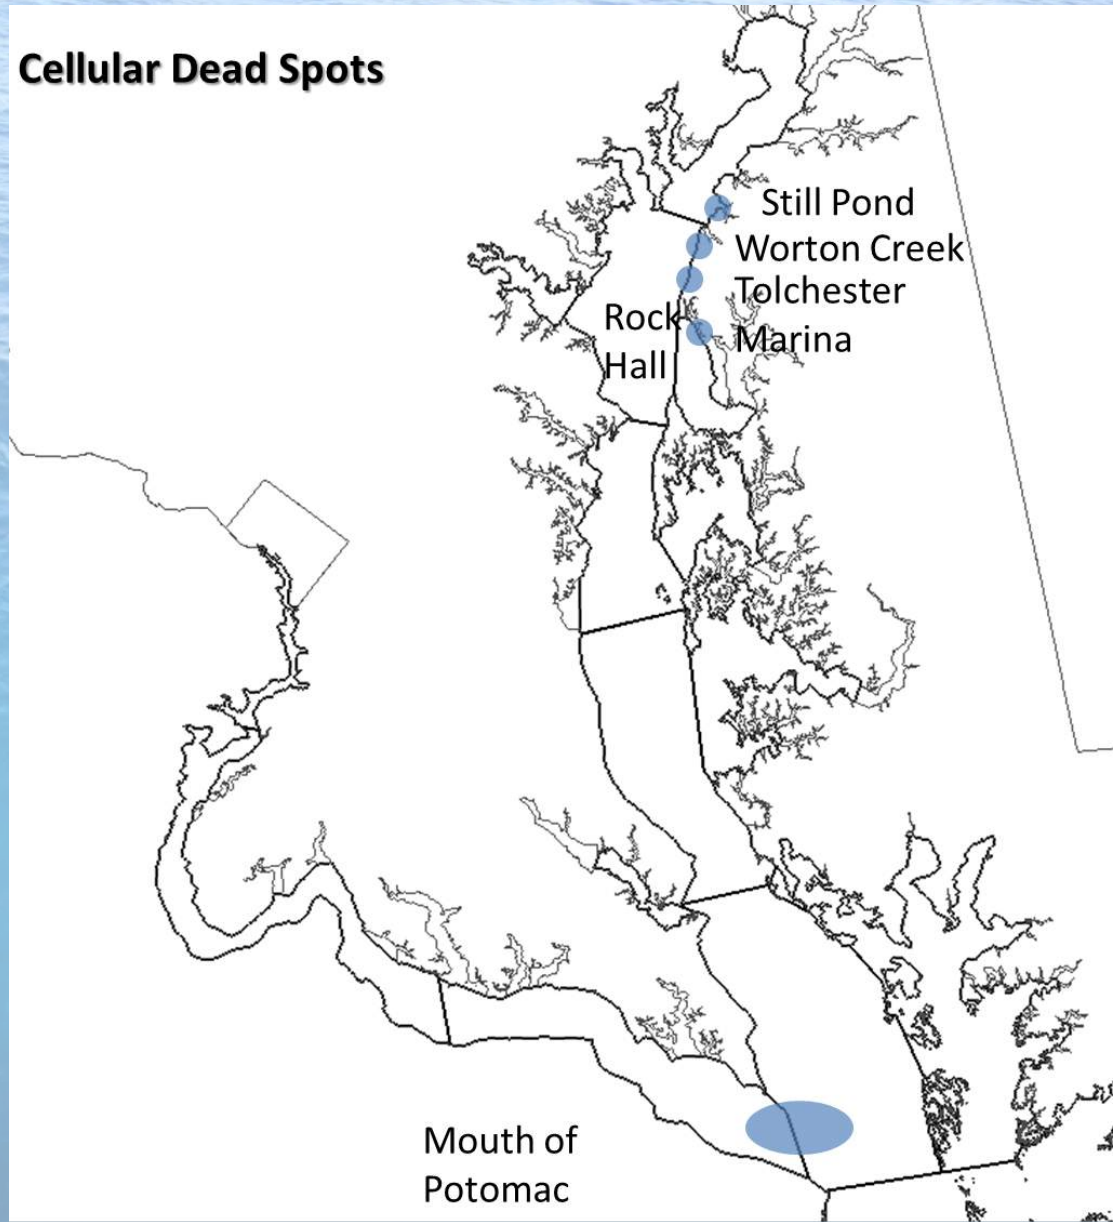 Cellular Dead Spots
Still Pond
Worton Creek
Tolchester
Marina
Rock
Hall
Mouth of
Potomac